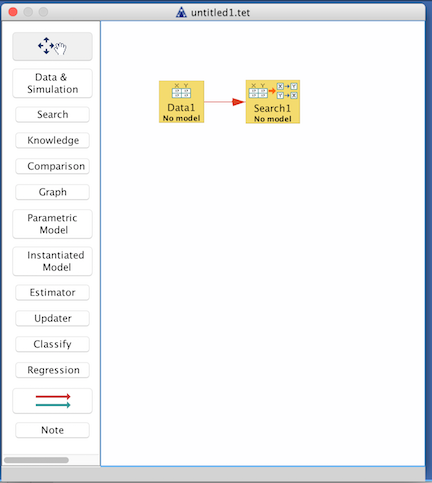 untitled1.tet
Data &
Simulation
Search
Knowledge
Comparison
Graph
Parametric
Model
Instantiated
Model
Estimator
Updater
Classify
Regression
Note
X Y
Data1
No model
X Y
X Y
Y X
Search1
No model